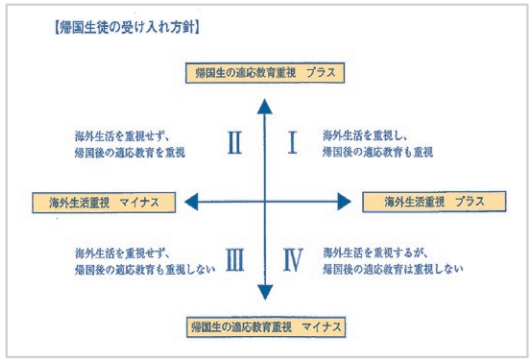 【帰国生徒の受け入れ方針】
帰国生の適応教育重視 プラス
海外生活を重視せず、
帰国後の適応教育を重視
II
I
海外生活を重視し、
帰国後の適応教育も重視
海外生活重視 マイナス
海外生活重視 プラス
海外生活を重視せず、
帰国後の適応教育も重視しない
III
IV
海外生活を重視するが、
帰国後の適応教育は重視しない
帰国生の適応教育重視 マイナス